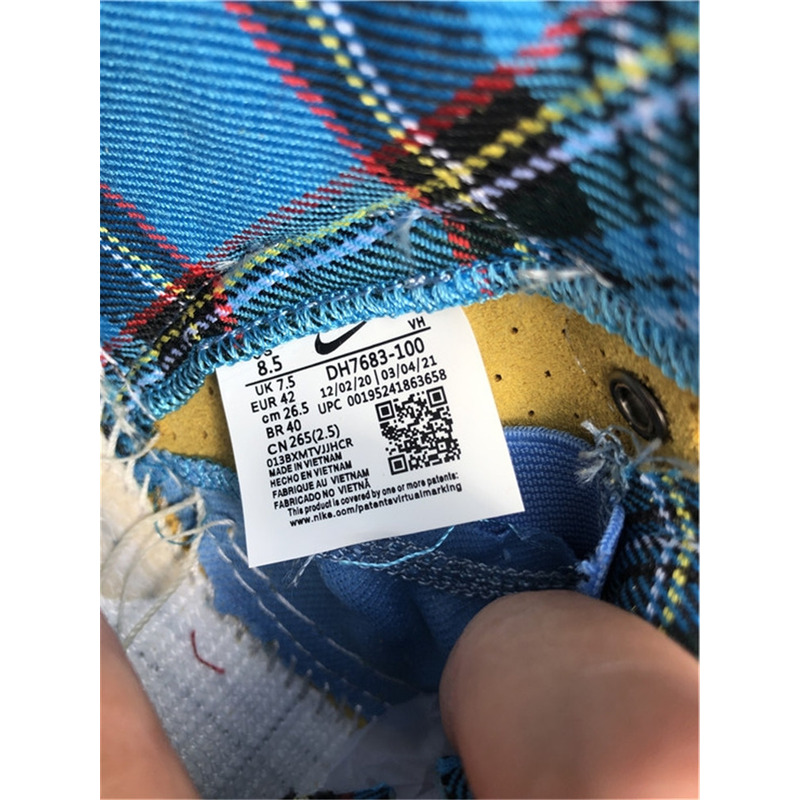 VH
8.5
DH7683-100
UK 7.5
12/02/20 | 03/04/21
EUR 42
UPC 00195241863658
cm 26.5
BR 40
CN 265(2.5)
013BXMTVJJHCR
MADE IN VIETNAM
HECHO EN VIETNAM
FABRIQUE AU VIETNAM
FABRICADO NO VIETNÃ
This product is covered by one or more patents:
www.nike.com/patentsvirtualmarking